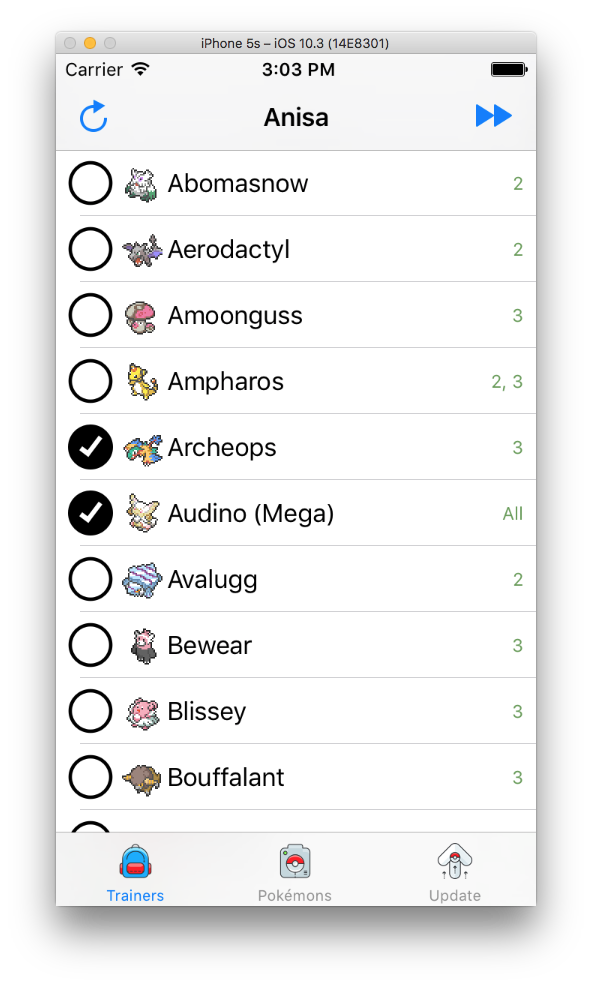 iPhone 5s – iOS 10.3 (14E8301)
Carrier 3:03 PM
Anisa
Abomasnow 2
Aerodactyl 2
Amoonguss 3
Ampharos 2, 3
Archeops 3
Audino (Mega) All
Avalugg 2
Bewear 3
Blissey 3
Bouffalant 3
Trainers Pokémons Update